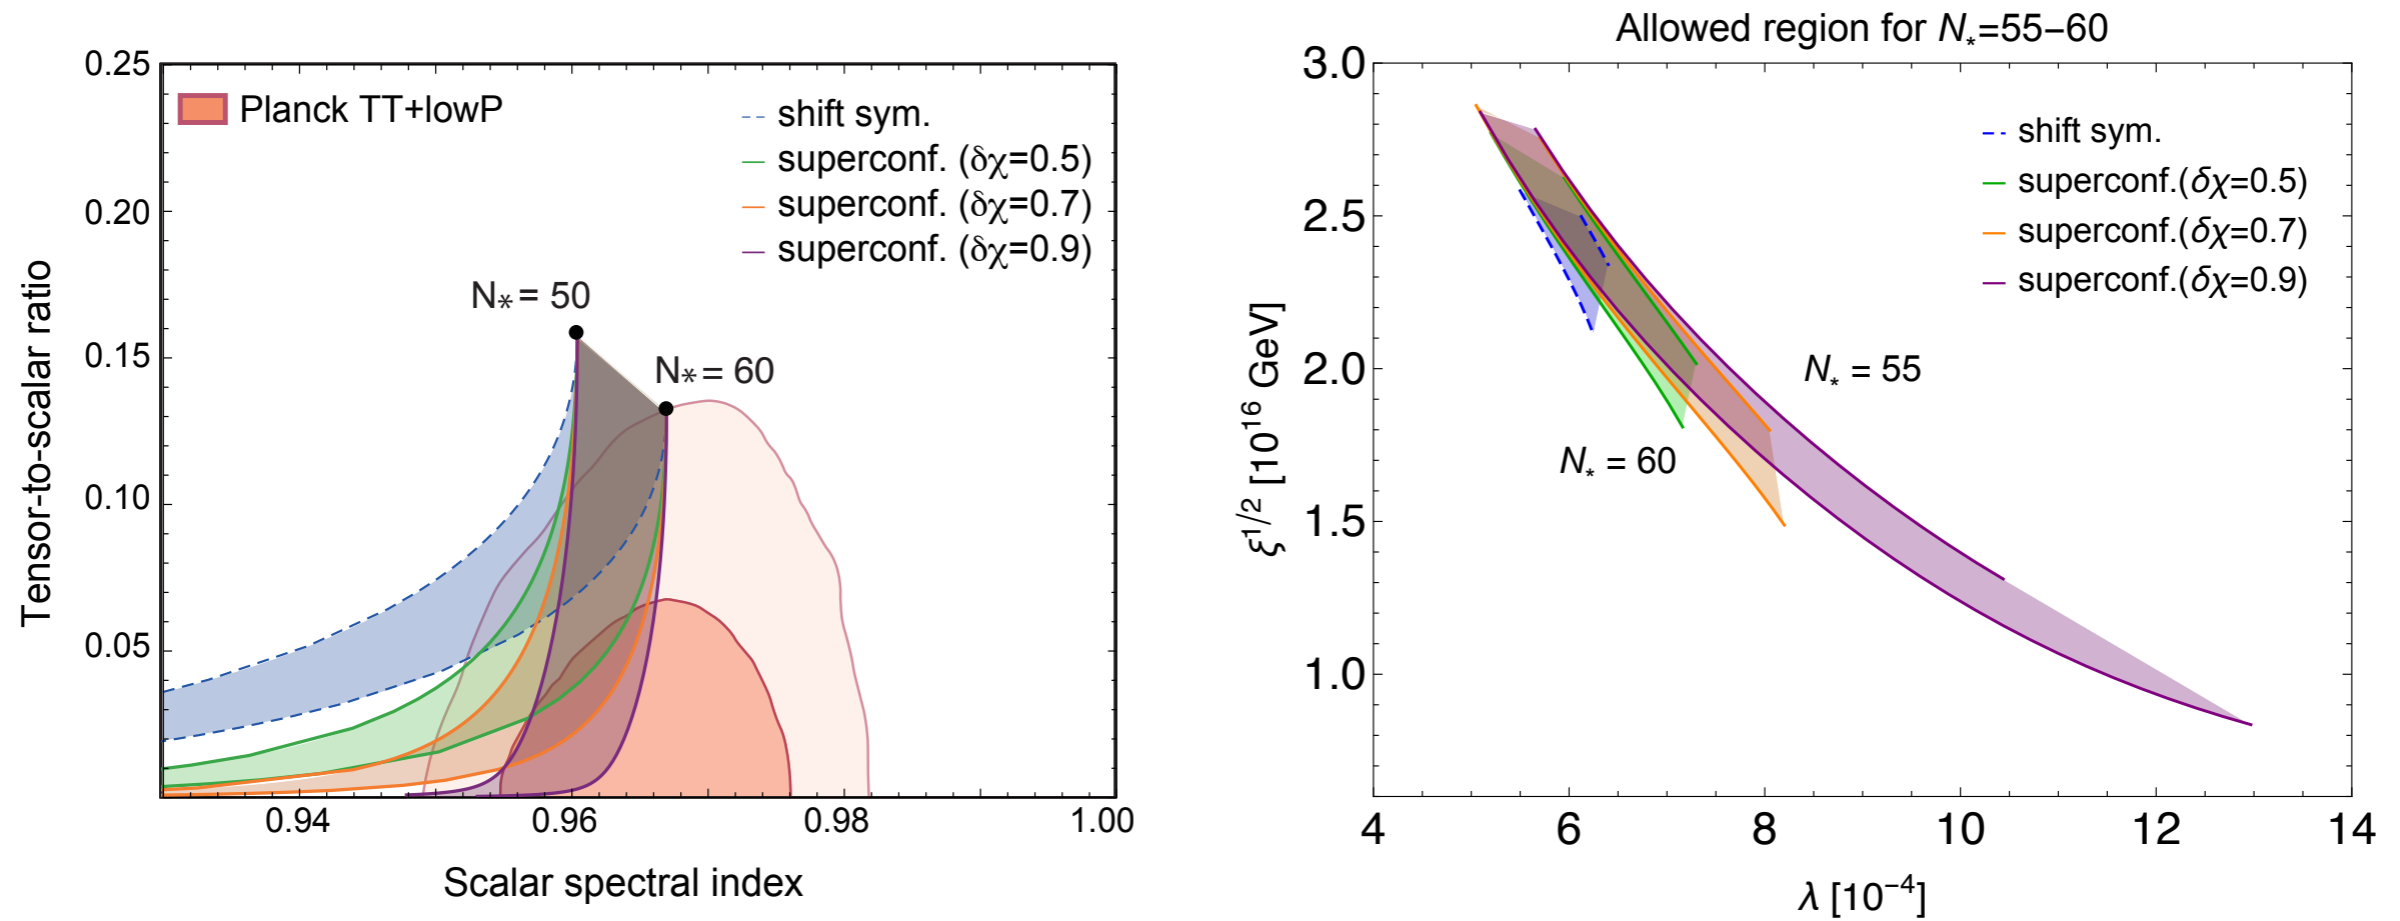 0.25
0.20
0.15
0.10
0.05
Tensor-to-scalar ratio
Planck TT+lowP
shift sym.
superconf. (δχ=0.5)
superconf. (δχ=0.7)
superconf. (δχ=0.9)
N* = 50
N* = 60
0.94 0.96 0.98 1.00
Scalar spectral index
Allowed region for N*=55–60
3.0
2.5
2.0
1.5
1.0
ξ^1/2 [10^16 GeV]
shift sym.
superconf.(δχ=0.5)
superconf.(δχ=0.7)
superconf.(δχ=0.9)
N* = 55
N* = 60
4 6 8 10 12 14
λ [10^−4]